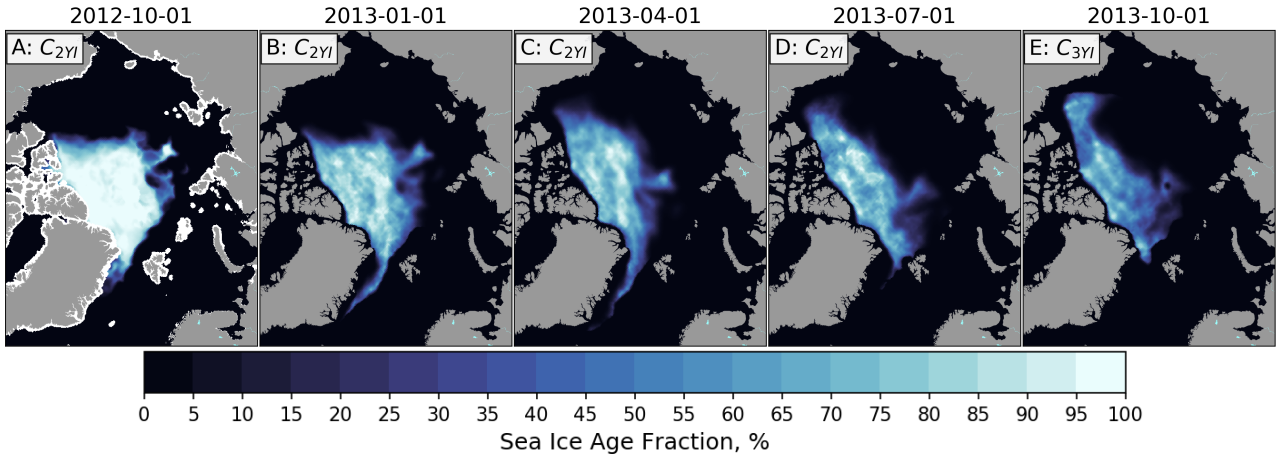 2012-10-01 2013-01-01 2013-04-01 2013-07-01 2013-10-01
A: C2YI B: C2YI C: C2YI D: C2YI E: C3YI
0 5 10 15 20 25 30 35 40 45 50 55 60 65 70 75 80 85 90 95 100
Sea Ice Age Fraction, %